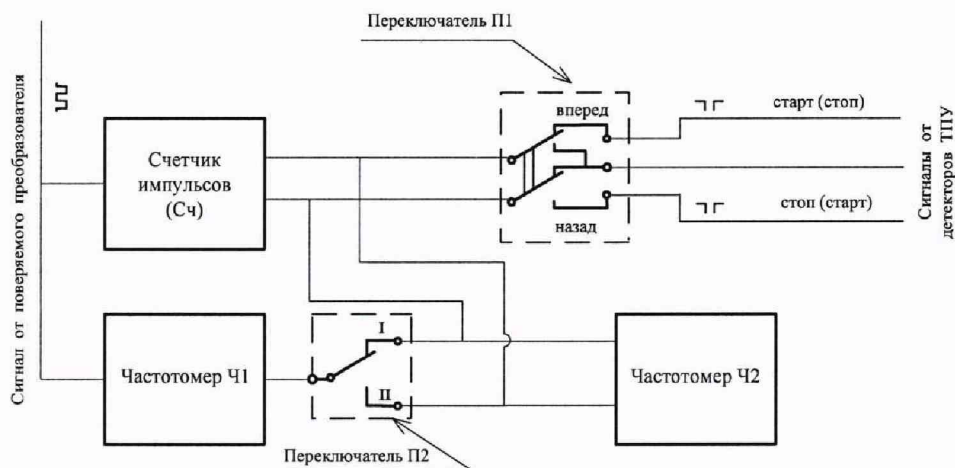 Переключатель П1
Сигнал от поверяемого преобразователя
вперед
старт (стоп)
Счетчик
импульсов
(Сч)
Сигналы от
детекторов ТПУ
стоп (старт)
назад
I
Частотомер Ч1
II
Частотомер Ч2
Переключатель П2